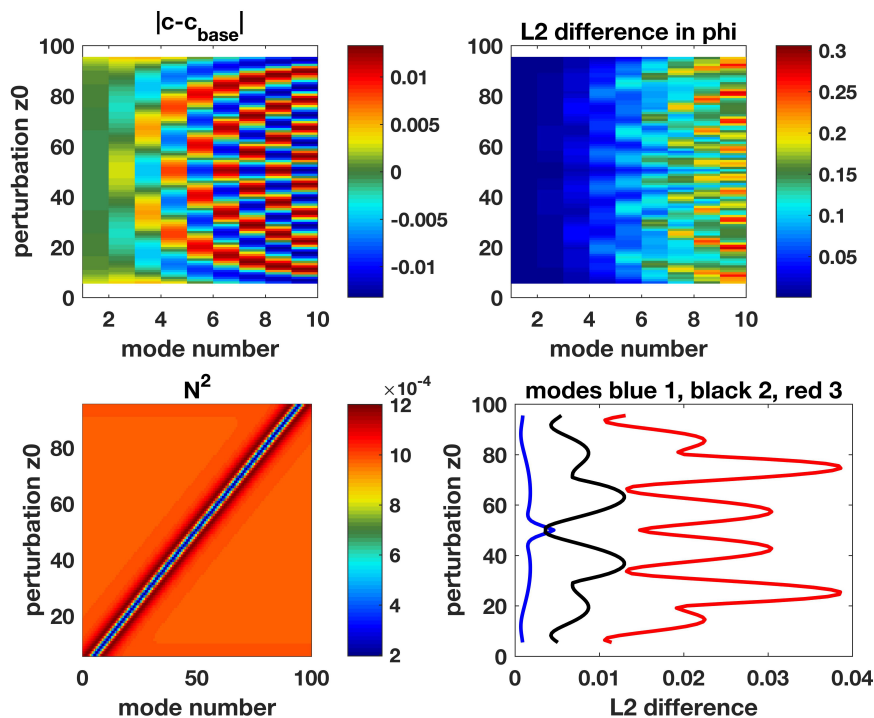 |c-c_base|
perturbation z0
100
80
60
40
20
0
2 4 6 8 10
mode number
0.01
0.005
0
-0.005
-0.01
L2 difference in phi
perturbation z0
100
80
60
40
20
0
2 4 6 8 10
mode number
0.3
0.25
0.2
0.15
0.1
0.05
N^2
perturbation z0
80
60
40
20
0 50 100
mode number
×10^-4
12
10
8
6
4
2
modes blue 1, black 2, red 3
perturbation z0
100
80
60
40
20
0
0 0.01 0.02 0.03 0.04
L2 difference